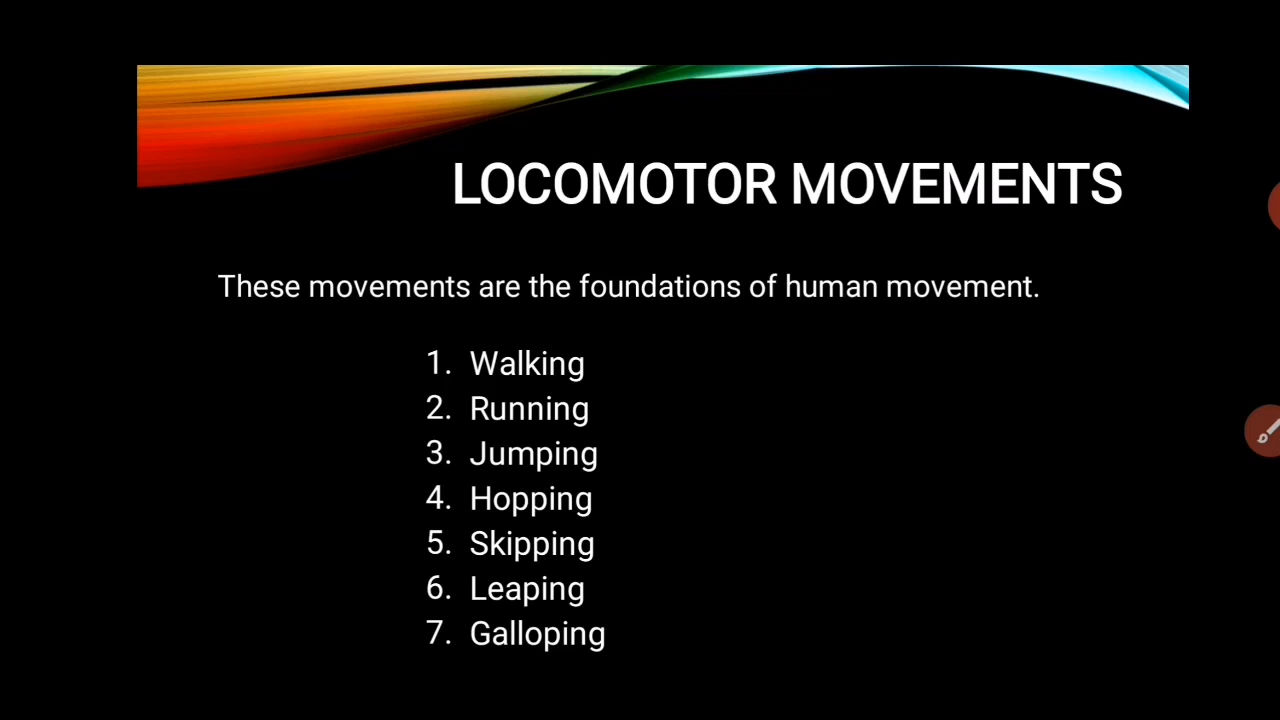 LOCOMOTOR MOVEMENTS
These movements are the foundations of human movement.
1. Walking
2. Running
3. Jumping
4. Hopping
5. Skipping
6. Leaping
7. Galloping